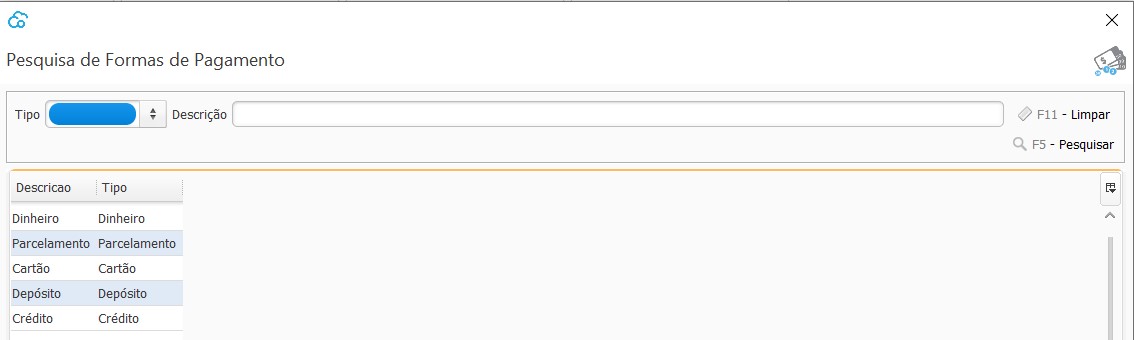 Pesquisa de Formas de Pagamento
Tipo Descrição F11 - Limpar
F5 - Pesquisar
Descricao Tipo
Dinheiro Dinheiro
Parcelamento Parcelamento
Cartão Cartão
Depósito Depósito
Crédito Crédito